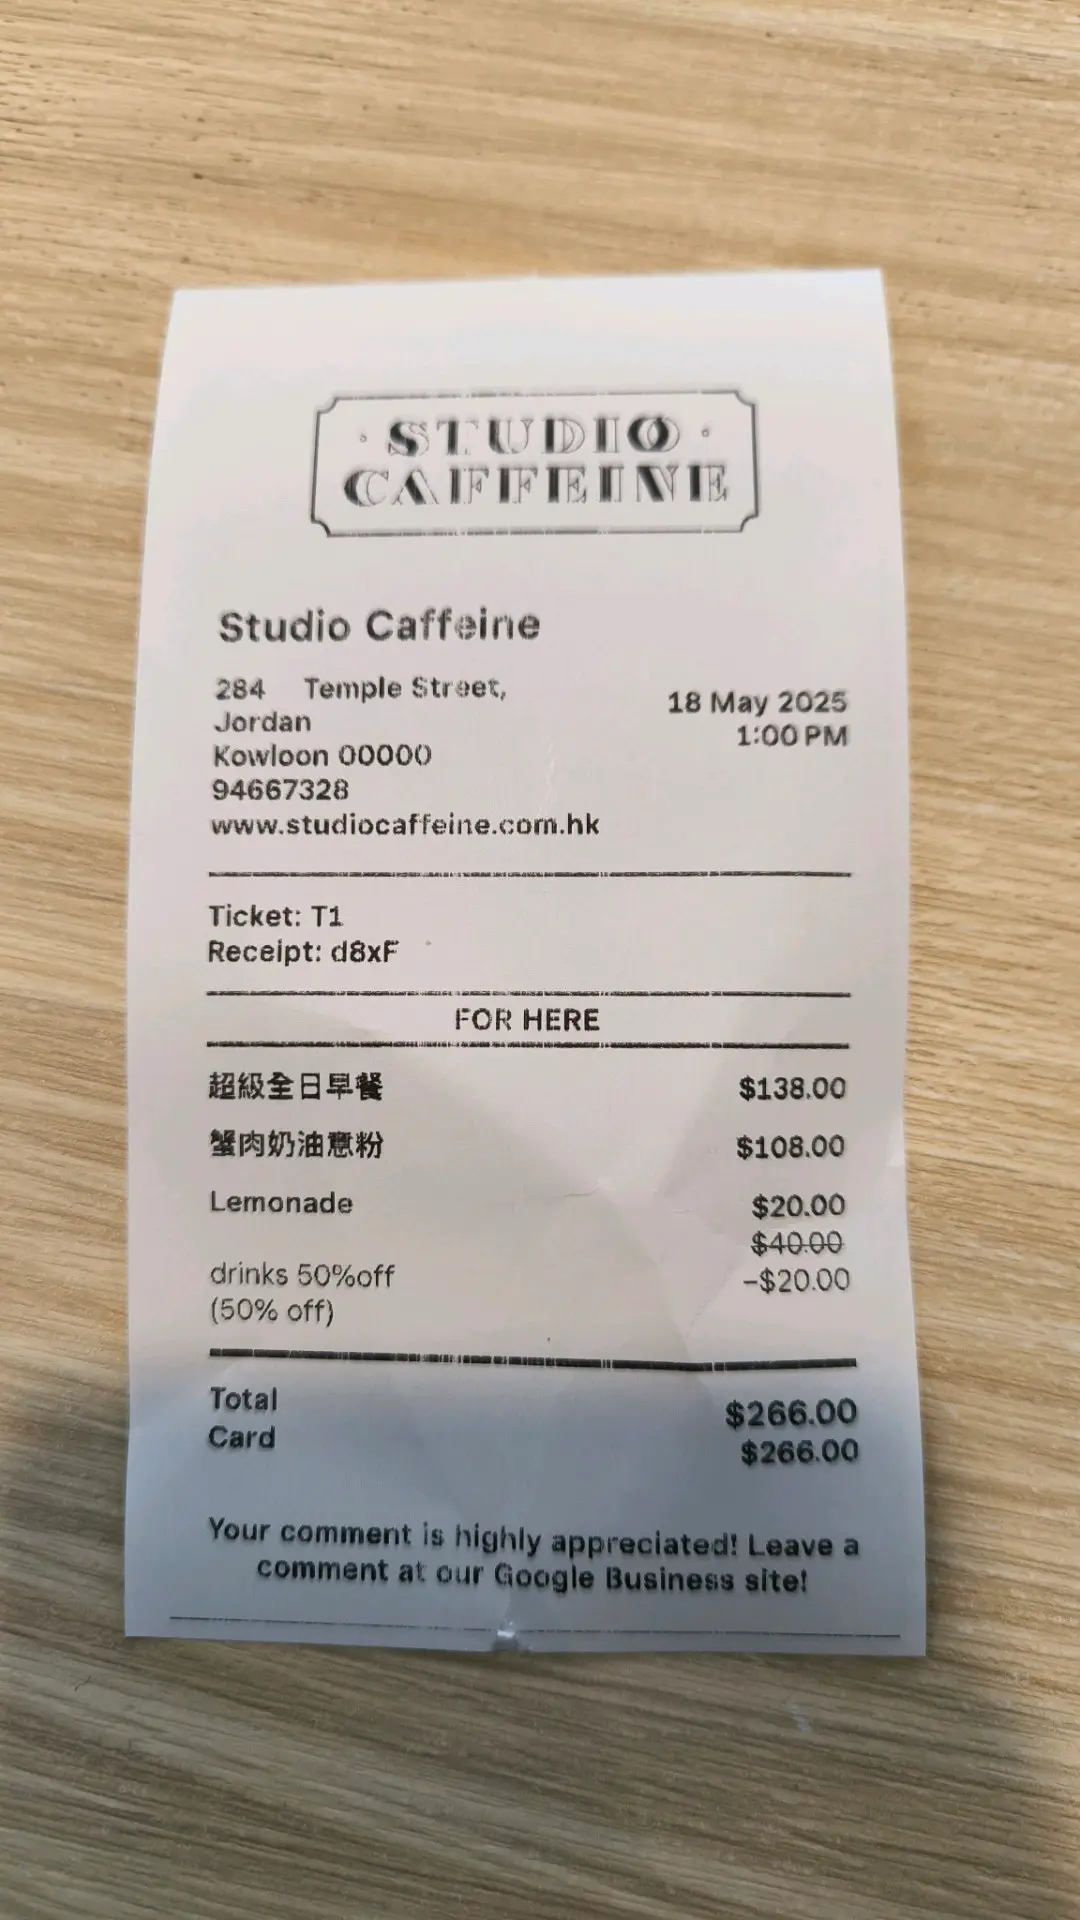 · STUDIO ·
CAFFEINE
Studio Caffeine
284 Temple Street,
Jordan
Kowloon 00000
94667328
www.studiocaffeine.com.hk
18 May 2025
1:00 PM
Ticket: T1
Receipt: d8xF
FOR HERE
超級全日早餐 $138.00
蟹肉奶油意粉 $108.00
Lemonade $20.00
$40.00
drinks 50%off -$20.00
(50% off)
Total $266.00
Card $266.00
Your comment is highly appreciated! Leave a
comment at our Google Business site!